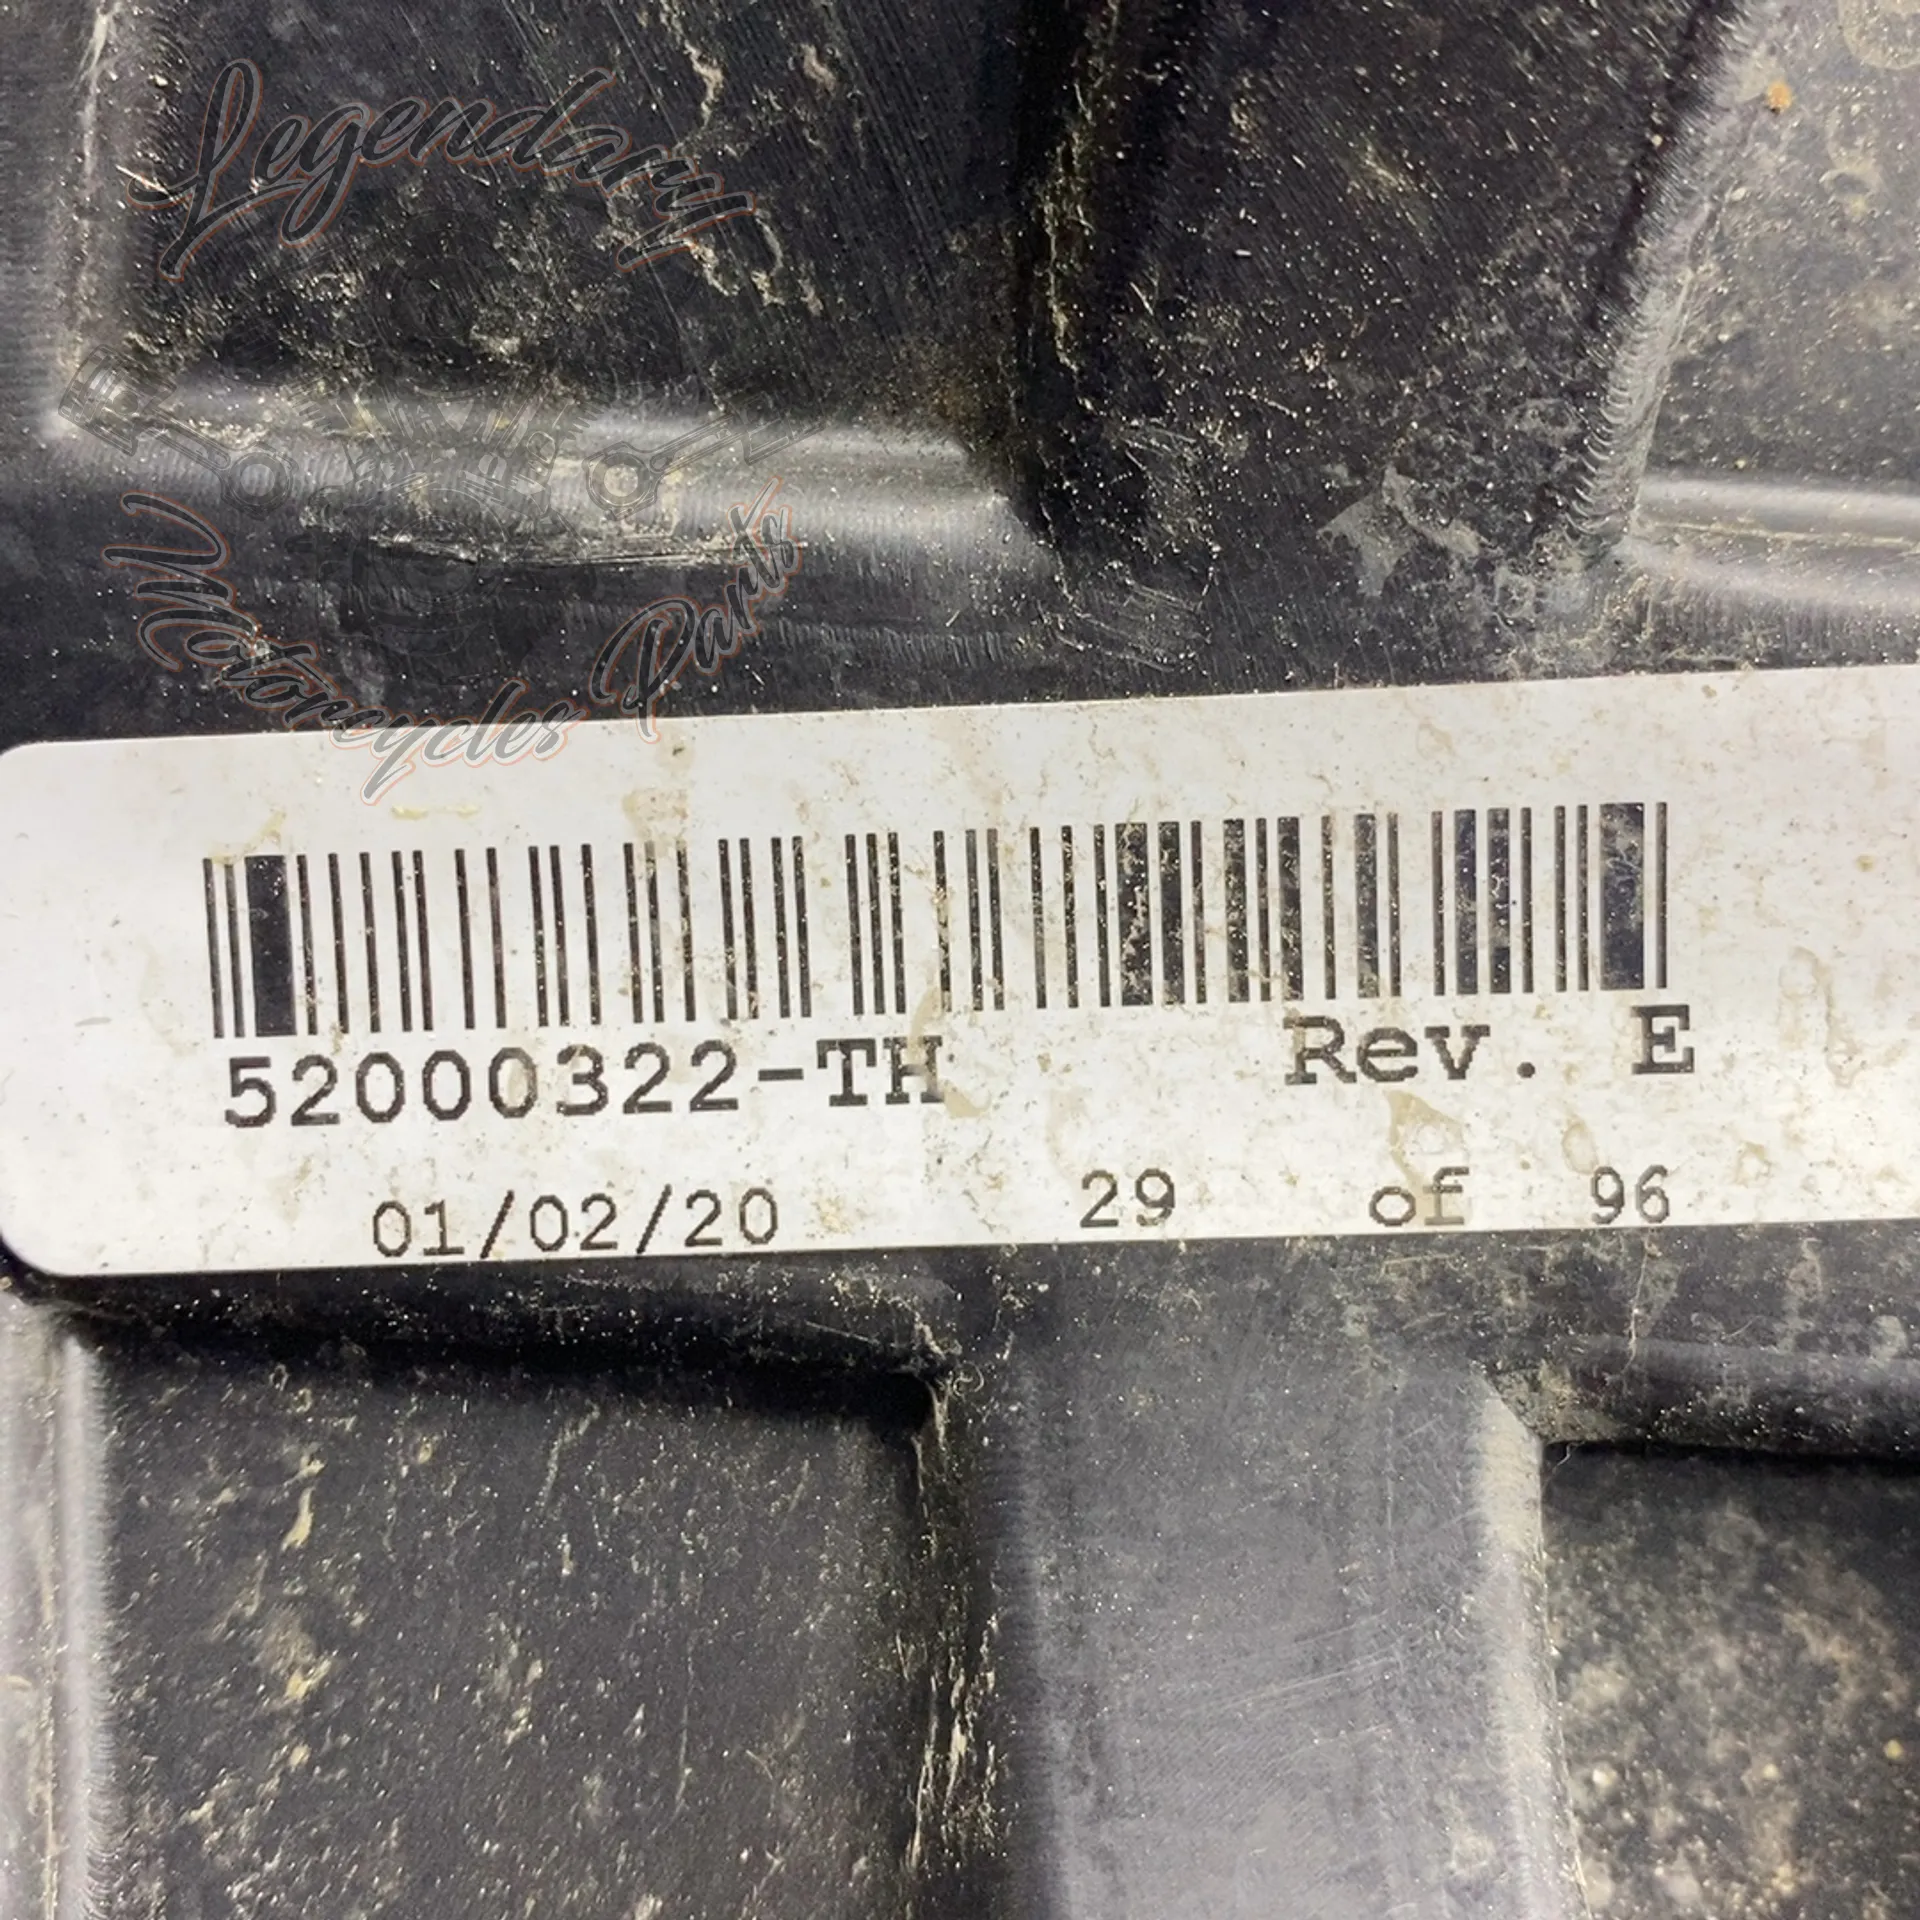 Legendary
Motorcycles Parts
52000322-TH Rev. E
01/02/20 29 of 96